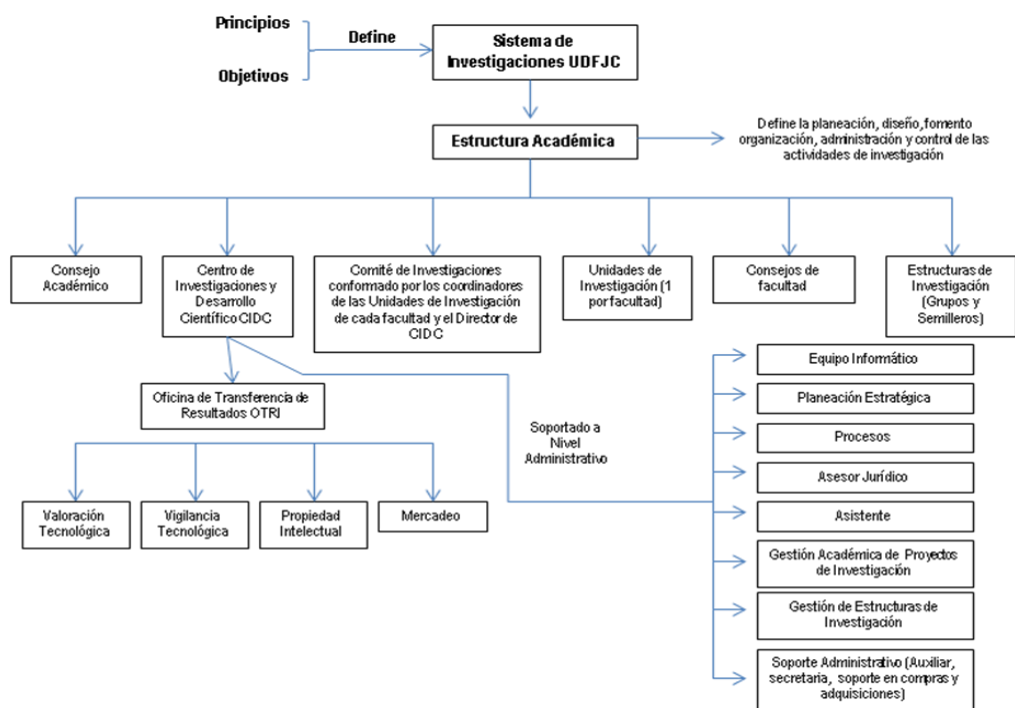 Principios
Define
Objetivos
Sistema de
Investigaciones UDFJC
Estructura Académica
Define la planeación, diseño, fomento
organización, administración y control de las
actividades de investigación
Consejo
Académico
Centro de
Investigaciones y
Desarrollo
Científico CIDC
Comité de Investigaciones
conformado por los coordinadores
de las Unidades de Investigación
de cada facultad y el Director de
CIDC
Unidades de
Investigación (1
por facultad)
Consejos de
facultad
Estructuras de
Investigación
(Grupos y
Semilleros)
Oficina de Transferencia de
Resultados OTRI
Valoración
Tecnológica
Vigilancia
Tecnológica
Propiedad
Intelectual
Mercadeo
Soportado a
Nivel
Administrativo
Equipo Informático
Planeación Estratégica
Procesos
Asesor Jurídico
Asistente
Gestión Académica de Proyectos
de Investigación
Gestión de Estructuras de
Investigación
Soporte Administrativo (Auxiliar,
secretaria, soporte en compras y
adquisiciones)